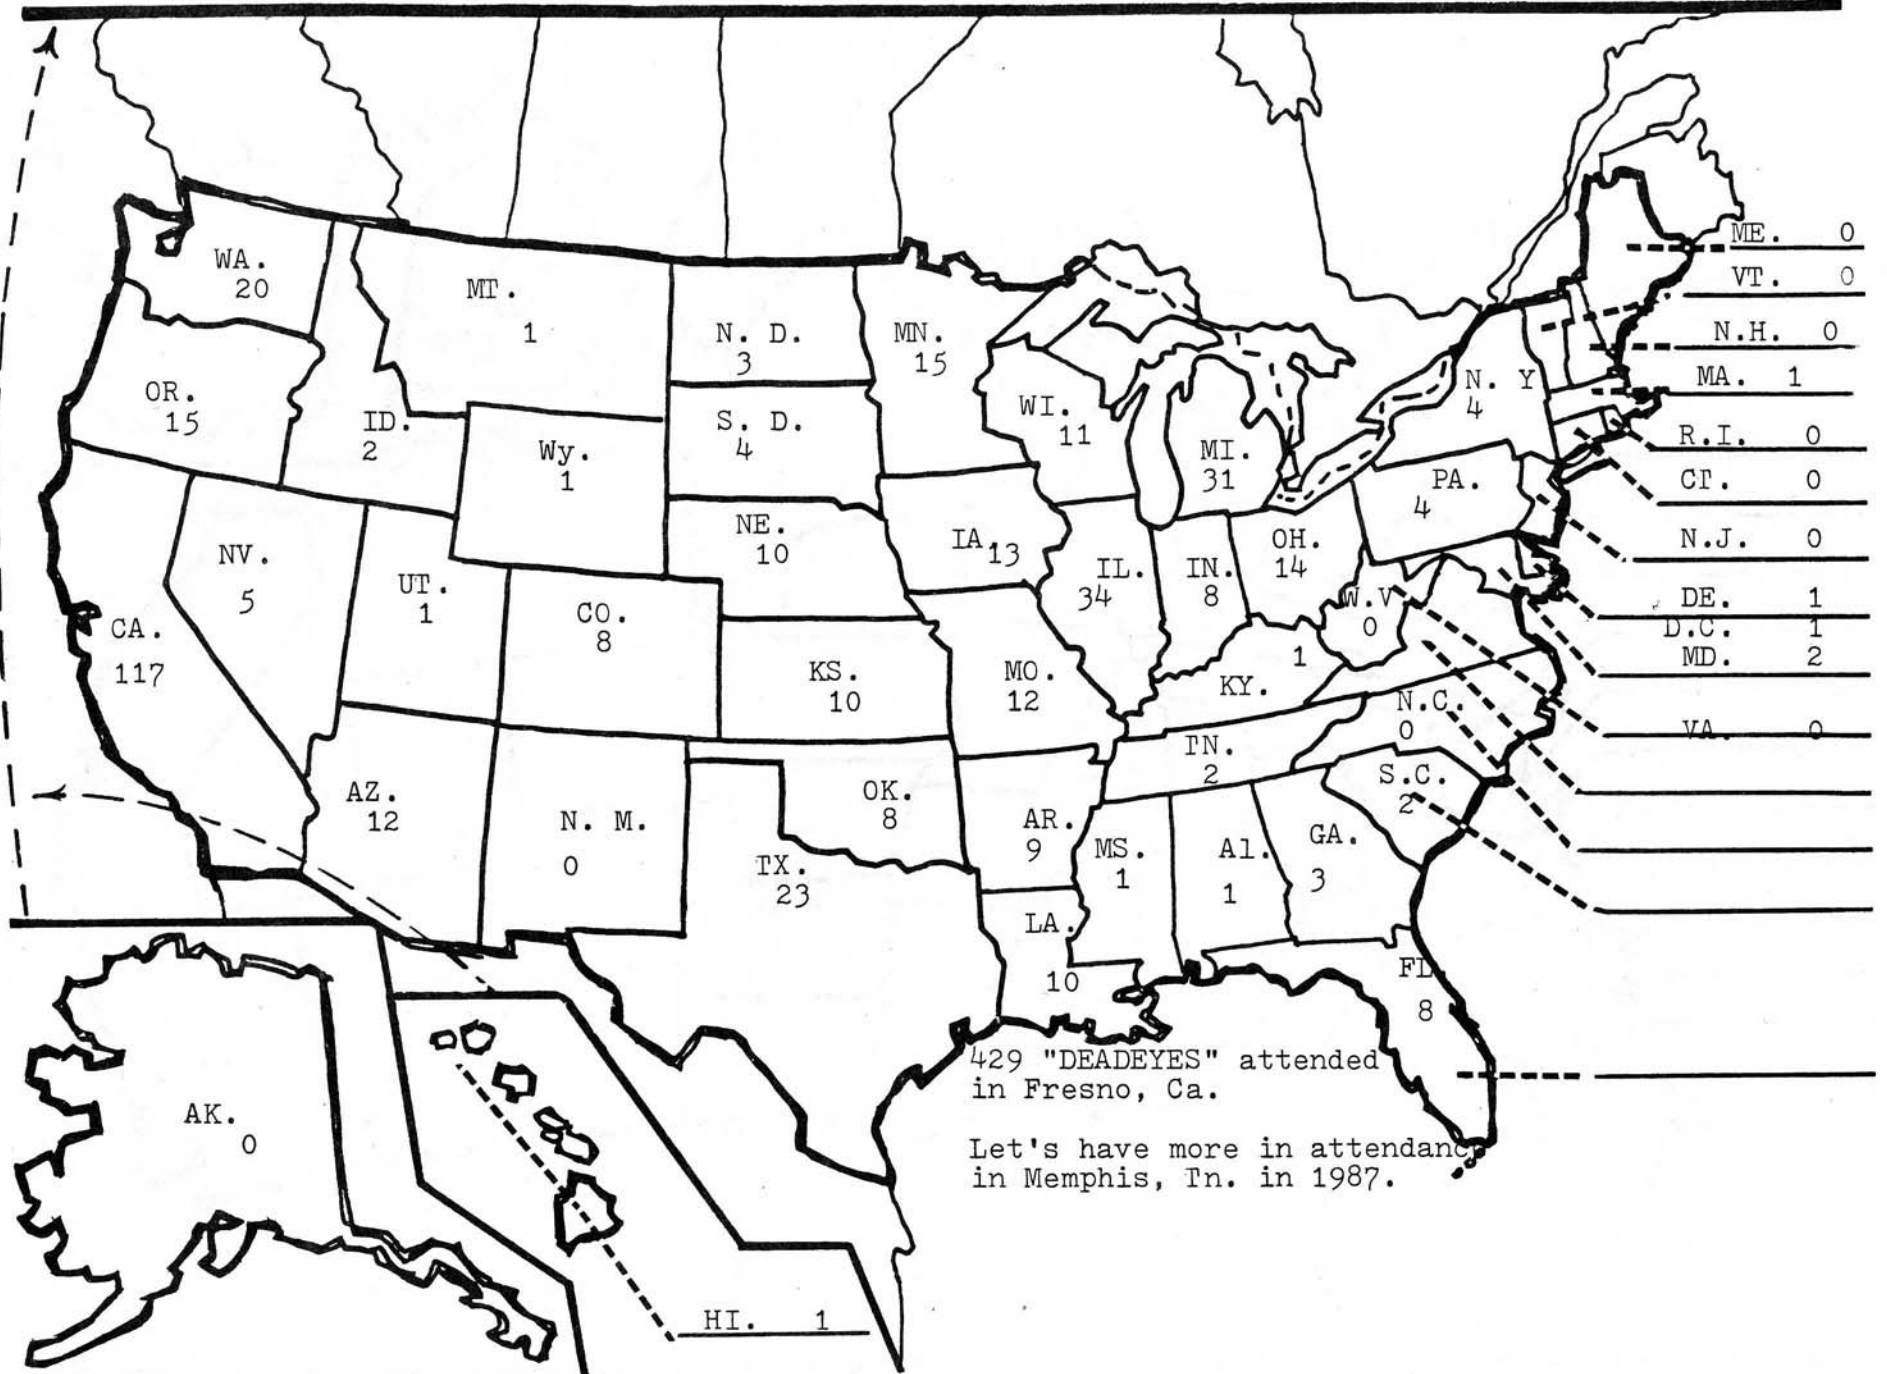 WA.
20
MT.
1
N. D.
3
MN.
15
OR.
15
ID.
2
Wy.
1
S. D.
4
WI.
11
MI.
31
N. Y
4
PA.
4
NV.
5
UT.
1
CO.
8
NE.
10
IA.13
IL.
34
IN.
8
OH.
14
W.V
0
CA.
117
KS.
10
MO.
12
1
KY.
N.C.
0
TN.
2
S.C.
2
AZ.
12
N. M.
0
OK.
8
TX.
23
AR.
9
MS.
1
Al.
1
GA.
3
LA.
10
FL
8
ME. 0
VT. 0
N.H. 0
MA. 1
R.I. 0
CT. 0
N.J. 0
DE. 1
D.C. 1
MD. 2
VA. 0
AK.
0
HI. 1
429 "DEADEYES" attended
in Fresno, Ca.
Let's have more in attendanc
in Memphis, Tn. in 1987.